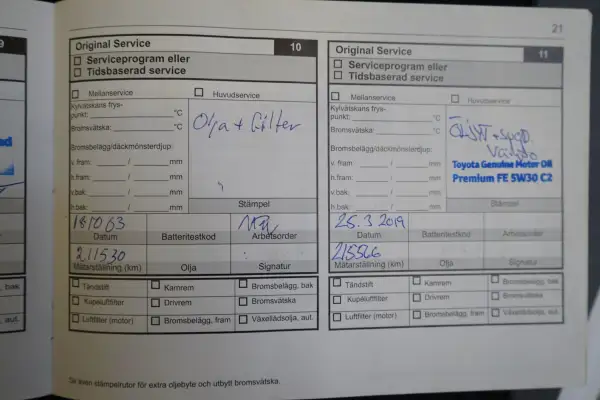 21
Original Service
10
☐ Serviceprogram eller
☐ Tidsbaserad service
☐ Mellanservice
☐ Huvudservice
Kylvätskans frys-
punkt: °C
Bromsvätska: °C
Bromsbelägg/däckmönsterdjup:
v. fram: / mm
h.fram: / mm
v.bak: / mm
h.bak: / mm
Olja + filter
Stämpel
181063
Datum
Batteritestkod
Arbetsorder
211530
Mätarställning (km)
Olja
Signatur
☐ Tändstift
☐ Kamrem
☐ Bromsbelägg, bak
☐ Kupéluftfilter
☐ Drivrem
☐ Bromsvätska
☐ Luftfilter (motor)
☐ Bromsbelägg, fram
☐ Växellådsolja, aut.
Original Service
11
☐ Serviceprogram eller
☐ Tidsbaserad service
☐ Mellanservice
☐ Huvudservice
Kylvätskans frys-
punkt: °C
Bromsvätska: °C
Bromsbelägg/däckmönsterdjup:
v. fram: / mm
h.fram: / mm
v.bak: / mm
h.bak: / mm
Toyota Genuine Motor Oil
Premium FE 5W30 C2
Stämpel
25.3 2019
Datum
Batteritestkod
Arbetsorder
215566
Mätarställning (km)
Olja
Signatur
☐ Tändstift
☐ Kamrem
☐ Bromsbelägg, bak
☐ Kupéluftfilter
☐ Drivrem
☐ Bromsvätska
☐ Luftfilter (motor)
☐ Bromsbelägg, fram
☐ Växellådsolja, aut.
Se även stämpelrutor för extra oljebyte och utbytt bromsvätska.
, bak
, aut.